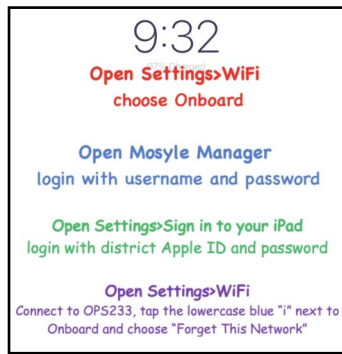 9:32
97% Charged
Open Settings>WiFi
choose Onboard
Open Mosyle Manager
login with username and password
Open Settings>Sign in to your iPad
login with district Apple ID and password
Open Settings>WiFi
Connect to OPS233, tap the lowercase blue "i" next to
Onboard and choose "Forget This Network"